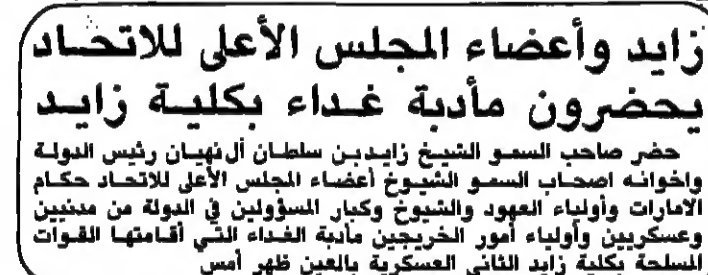 زايد وأعضاء المجلس الأعلى للاتحاد
يحضرون مأدبة غداء بكلية زايد
حضر صاحب السمو الشيخ زايد بن سلطان آل نهيان رئيس الدولة
واخوانه اصحاب السمو الشيوخ أعضاء المجلس الأعلى للاتحاد حكام
الامارات وأولياء العهود والشيوخ وكبار المسؤولين في الدولة من مدنيين
وعسكريين وأولياء أمور الخريجين مأدبة الغداء التي أقامتها القوات
المسلحة بكلية زايد الثاني العسكرية بالعين ظهر أمس